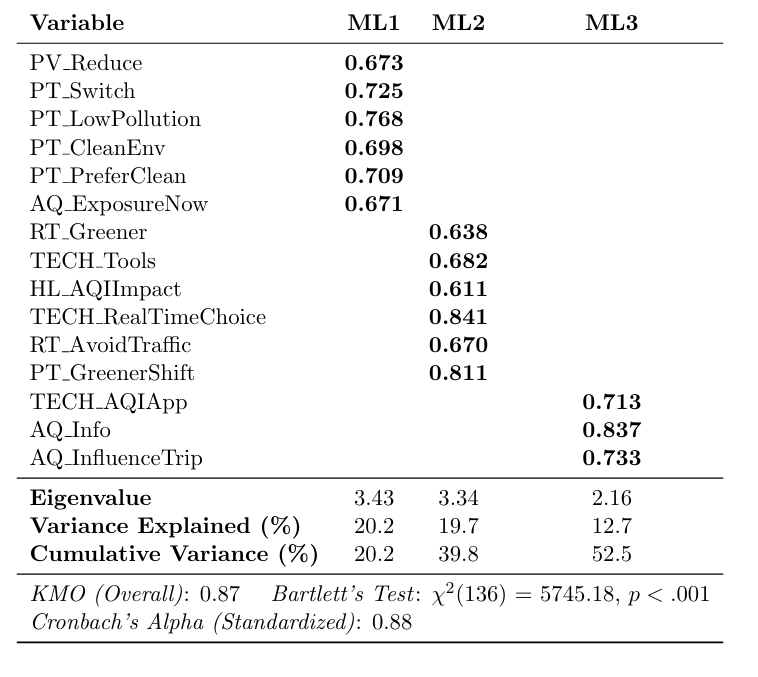 Variable ML1 ML2 ML3
PV_Reduce 0.673
PT_Switch 0.725
PT_LowPollution 0.768
PT_CleanEnv 0.698
PT_PreferClean 0.709
AQ_ExposureNow 0.671
RT_Greener 0.638
TECH_Tools 0.682
HL_AQIImpact 0.611
TECH_RealTimeChoice 0.841
RT_AvoidTraffic 0.670
PT_GreenerShift 0.811
TECH_AQIApp 0.713
AQ_Info 0.837
AQ_InfluenceTrip 0.733
Eigenvalue 3.43 3.34 2.16
Variance Explained (%) 20.2 19.7 12.7
Cumulative Variance (%) 20.2 39.8 52.5
KMO (Overall): 0.87 Bartlett's Test: χ²(136) = 5745.18, p < .001
Cronbach's Alpha (Standardized): 0.88